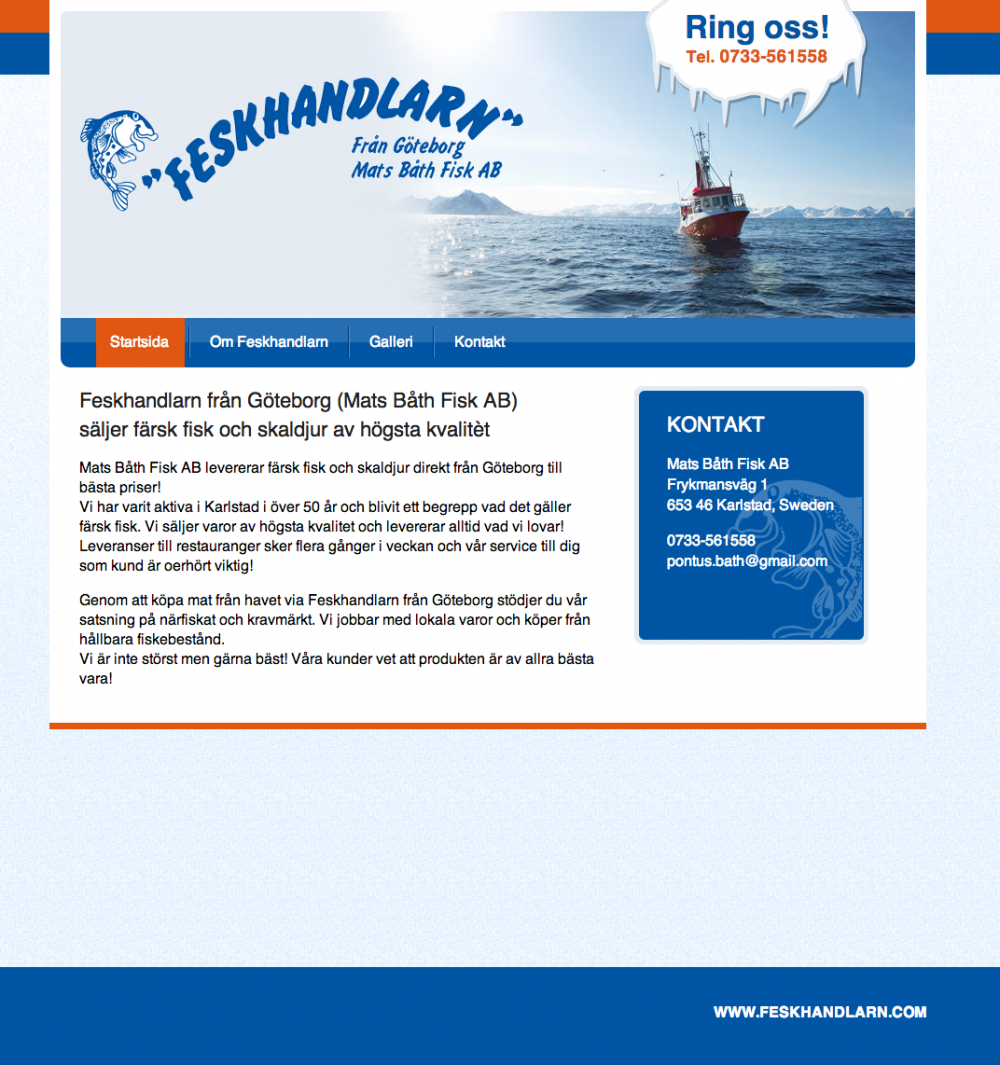 Ring oss!
Tel. 0733-561558
"FESKHANDLARN"
Från Göteborg
Mats Båth Fisk AB
Startsida
Om Feskhandlarn
Galleri
Kontakt
Feskhandlarn från Göteborg (Mats Båth Fisk AB)
säljer färsk fisk och skaldjur av högsta kvalitèt
Mats Båth Fisk AB levererar färsk fisk och skaldjur direkt från Göteborg till
bästa priser!
Vi har varit aktiva i Karlstad i över 50 år och blivit ett begrepp vad det gäller
färsk fisk. Vi säljer varor av högsta kvalitet och levererar alltid vad vi lovar!
Leveranser till restauranger sker flera gånger i veckan och vår service till dig
som kund är oerhört viktig!
Genom att köpa mat från havet via Feskhandlarn från Göteborg stödjer du vår
satsning på närfiskat och kravmärkt. Vi jobbar med lokala varor och köper från
hållbara fiskebestånd.
Vi är inte störst men gärna bäst! Våra kunder vet att produkten är av allra bästa
vara!
KONTAKT
Mats Båth Fisk AB
Frykmansväg 1
653 46 Karlstad, Sweden
0733-561558
pontus.bath@gmail.com
WWW.FESKHANDLARN.COM